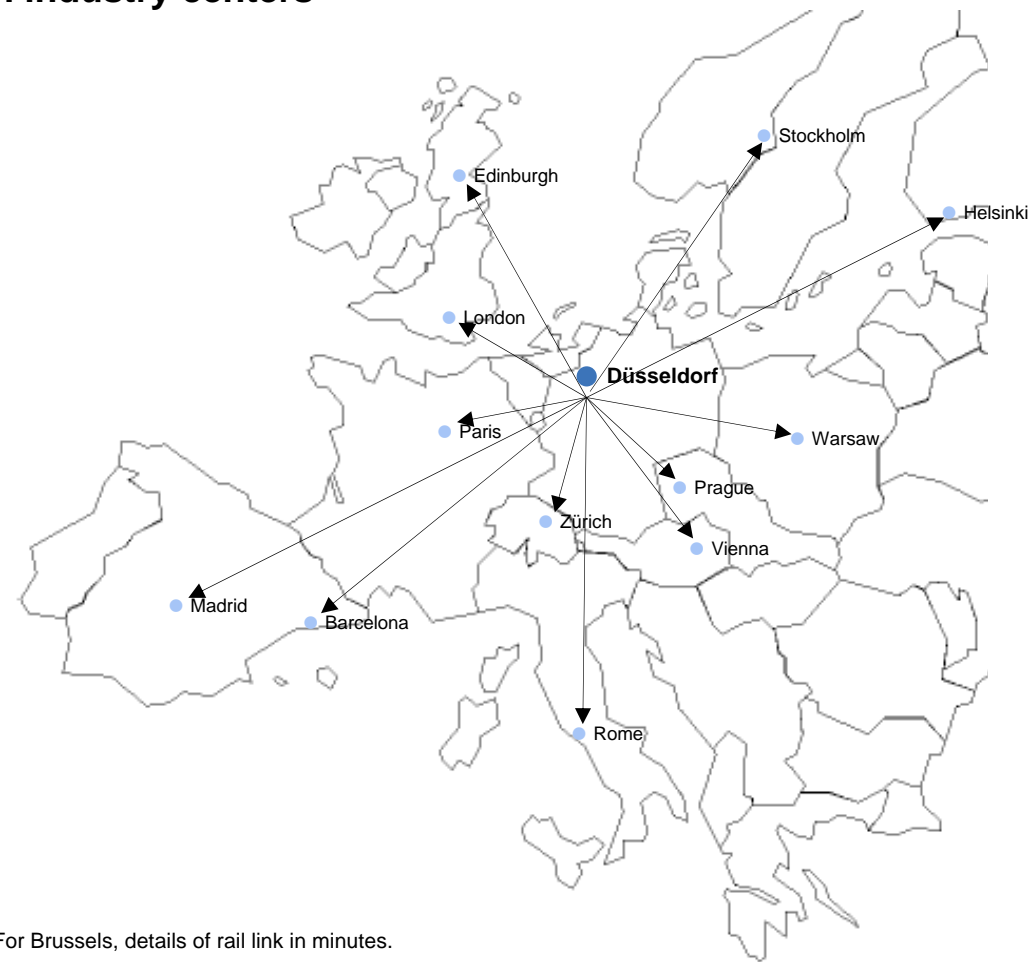 industry centers
Stockholm
Edinburgh
Helsinki
London
Düsseldorf
Paris
Warsaw
Prague
Zürich
Vienna
Madrid
Barcelona
Rome
For Brussels, details of rail link in minutes.